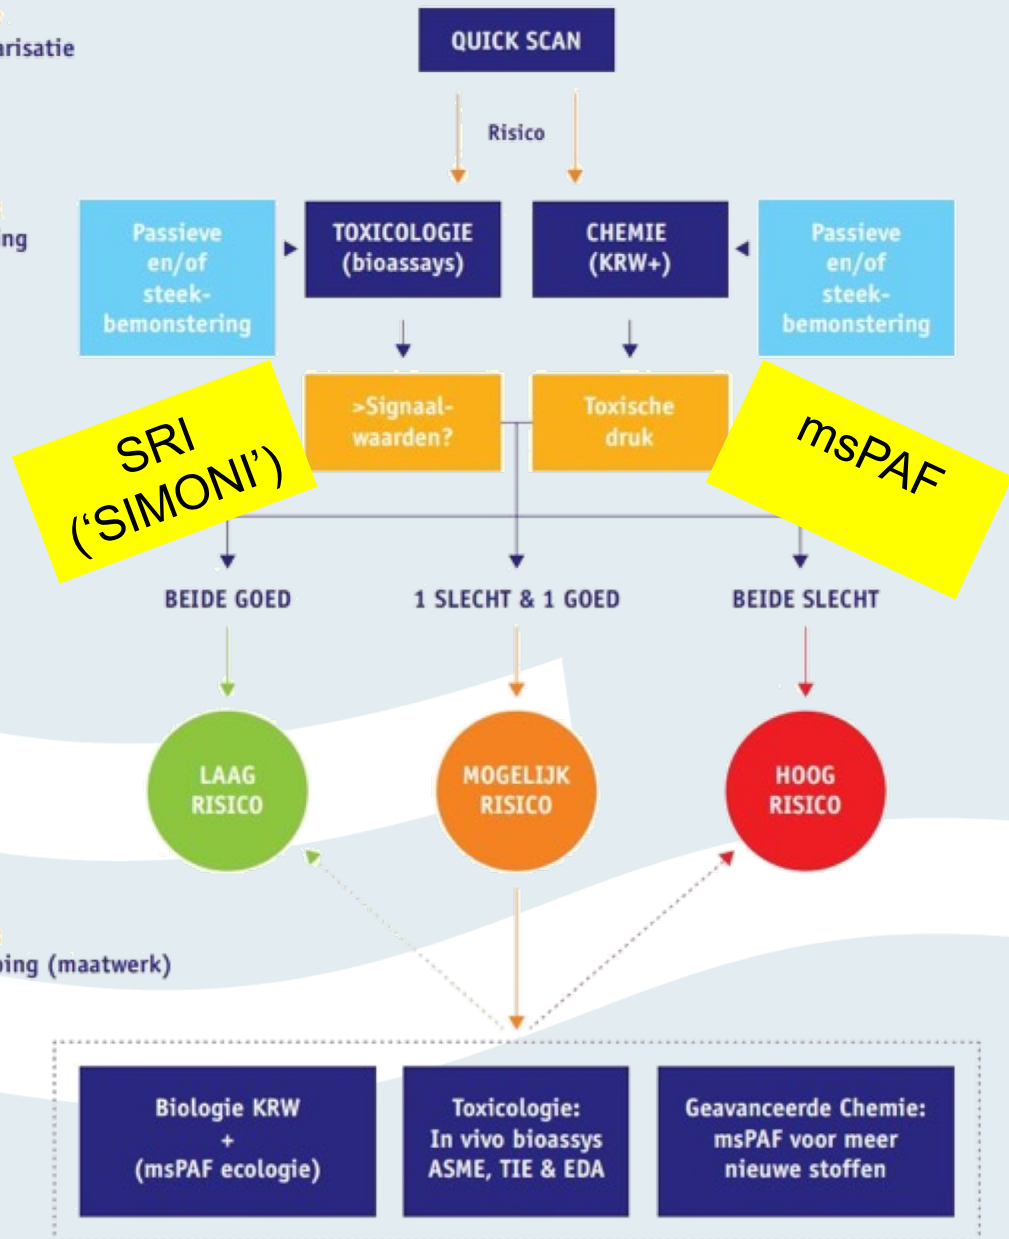 arisatie
QUICK SCAN
Risico
ing
Passieve
en/of
steek-
bemonstering
TOXICOLOGIE
(bioassays)
CHEMIE
(KRW+)
Passieve
en/of
steek-
bemonstering
SRI
(‘SIMONI’)
>Signaal-
waarden?
Toxische
druk
msPAF
BEIDE GOED
1 SLECHT & 1 GOED
BEIDE SLECHT
LAAG
RISICO
MOGELIJK
RISICO
HOOG
RISICO
ping (maatwerk)
Biologie KRW
+
(msPAF ecologie)
Toxicologie:
In vivo bioassys
ASME, TIE & EDA
Geavanceerde Chemie:
msPAF voor meer
nieuwe stoffen